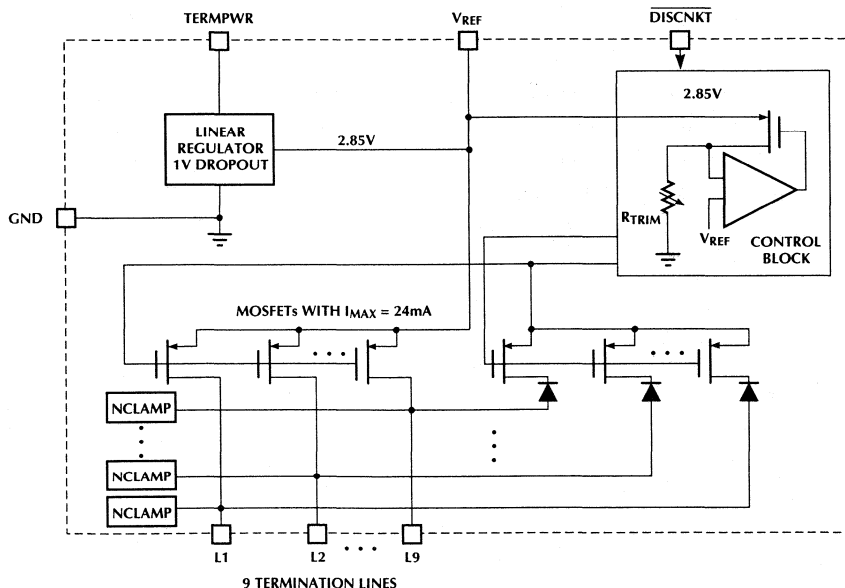 TERMPWR
VREF
DISCNKT
2.85V
LINEAR
REGULATOR
1V DROPOUT
2.85V
GND
RTRIM
VREF
CONTROL
BLOCK
MOSFETs WITH IMAX = 24mA
NCLAMP
NCLAMP
NCLAMP
L1
L2
L9
9 TERMINATION LINES